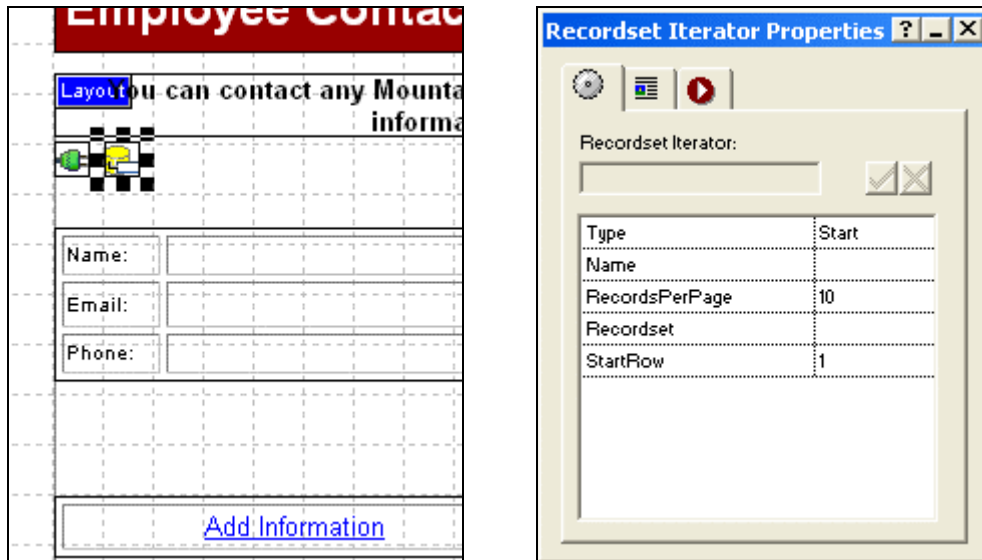 Employee Contac
Layout
You can contact any Mounta
informa
Name:
Email:
Phone:
Add Information
Recordset Iterator Properties ?
Recordset Iterator:
Type Start
Name
RecordsPerPage 10
Recordset
StartRow 1